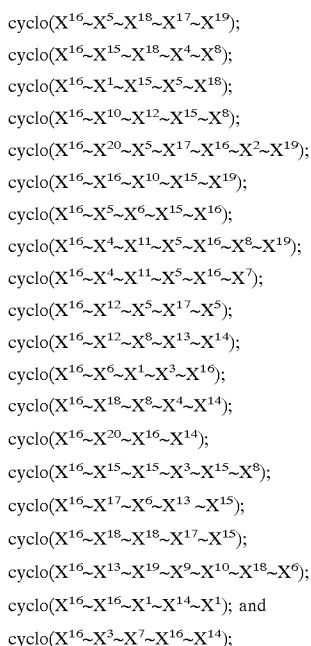 cyclo(X¹⁶~X⁵~X¹⁸~X¹⁷~X¹⁹);
cyclo(X¹⁶~X¹⁵~X¹⁸~X⁴~X⁸);
cyclo(X¹⁶~X¹~X¹⁵~X⁵~X¹⁸);
cyclo(X¹⁶~X¹⁰~X¹²~X¹⁵~X⁸);
cyclo(X¹⁶~X²⁰~X⁵~X¹⁷~X¹⁶~X²~X¹⁹);
cyclo(X¹⁶~X¹⁶~X¹⁰~X¹⁵~X¹⁹);
cyclo(X¹⁶~X⁵~X⁶~X¹⁵~X¹⁶);
cyclo(X¹⁶~X⁴~X¹¹~X⁵~X¹⁶~X⁸~X¹⁹);
cyclo(X¹⁶~X⁴~X¹¹~X⁵~X¹⁶~X⁷);
cyclo(X¹⁶~X¹²~X⁵~X¹⁷~X⁵);
cyclo(X¹⁶~X¹²~X⁸~X¹³~X¹⁴);
cyclo(X¹⁶~X⁶~X¹~X³~X¹⁶);
cyclo(X¹⁶~X¹⁸~X⁸~X⁴~X¹⁴);
cyclo(X¹⁶~X²⁰~X¹⁶~X¹⁴);
cyclo(X¹⁶~X¹⁵~X¹⁵~X³~X¹⁵~X⁸);
cyclo(X¹⁶~X¹⁷~X⁶~X¹³ ~X¹⁵);
cyclo(X¹⁶~X¹⁸~X¹⁸~X¹⁷~X¹⁵);
cyclo(X¹⁶~X¹³~X¹⁹~X⁹~X¹⁰~X¹⁸~X⁶);
cyclo(X¹⁶~X¹⁶~X¹~X¹⁴~X¹); and
cyclo(X¹⁶~X³~X⁷~X¹⁶~X¹⁴);